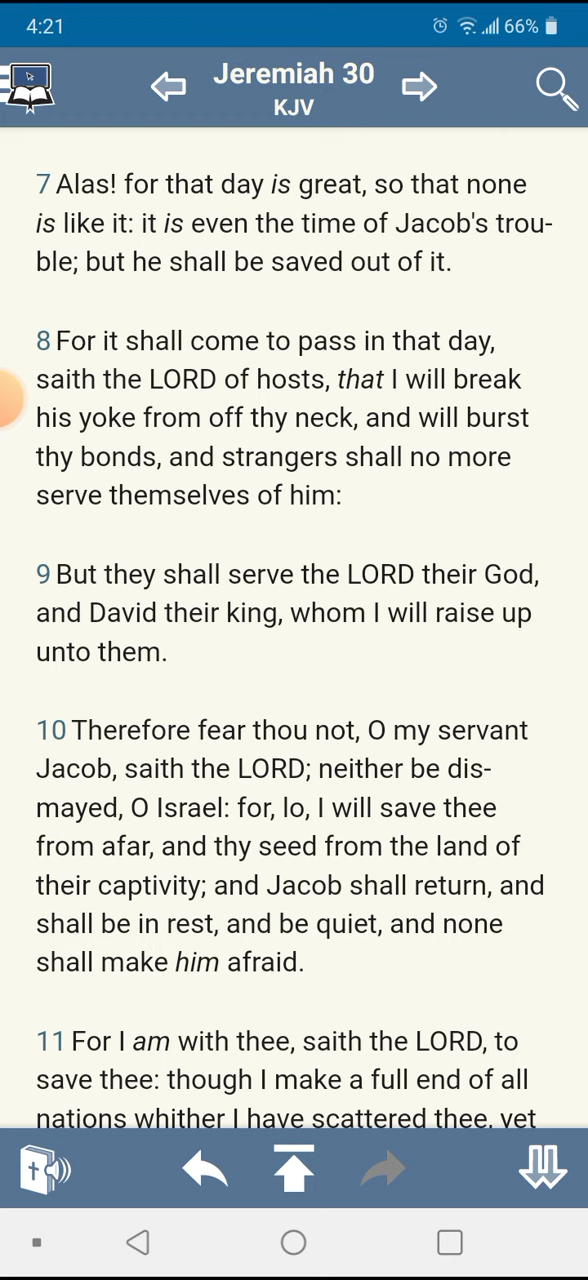 4:21
66%
Jeremiah 30
KJV
7 Alas! for that day is great, so that none
is like it: it is even the time of Jacob's trou-
ble; but he shall be saved out of it.
8 For it shall come to pass in that day,
saith the LORD of hosts, that I will break
his yoke from off thy neck, and will burst
thy bonds, and strangers shall no more
serve themselves of him:
9 But they shall serve the LORD their God,
and David their king, whom I will raise up
unto them.
10 Therefore fear thou not, O my servant
Jacob, saith the LORD; neither be dis-
mayed, O Israel: for, lo, I will save thee
from afar, and thy seed from the land of
their captivity; and Jacob shall return, and
shall be in rest, and be quiet, and none
shall make him afraid.
11 For I am with thee, saith the LORD, to
save thee: though I make a full end of all
nations whither I have scattered thee, yet